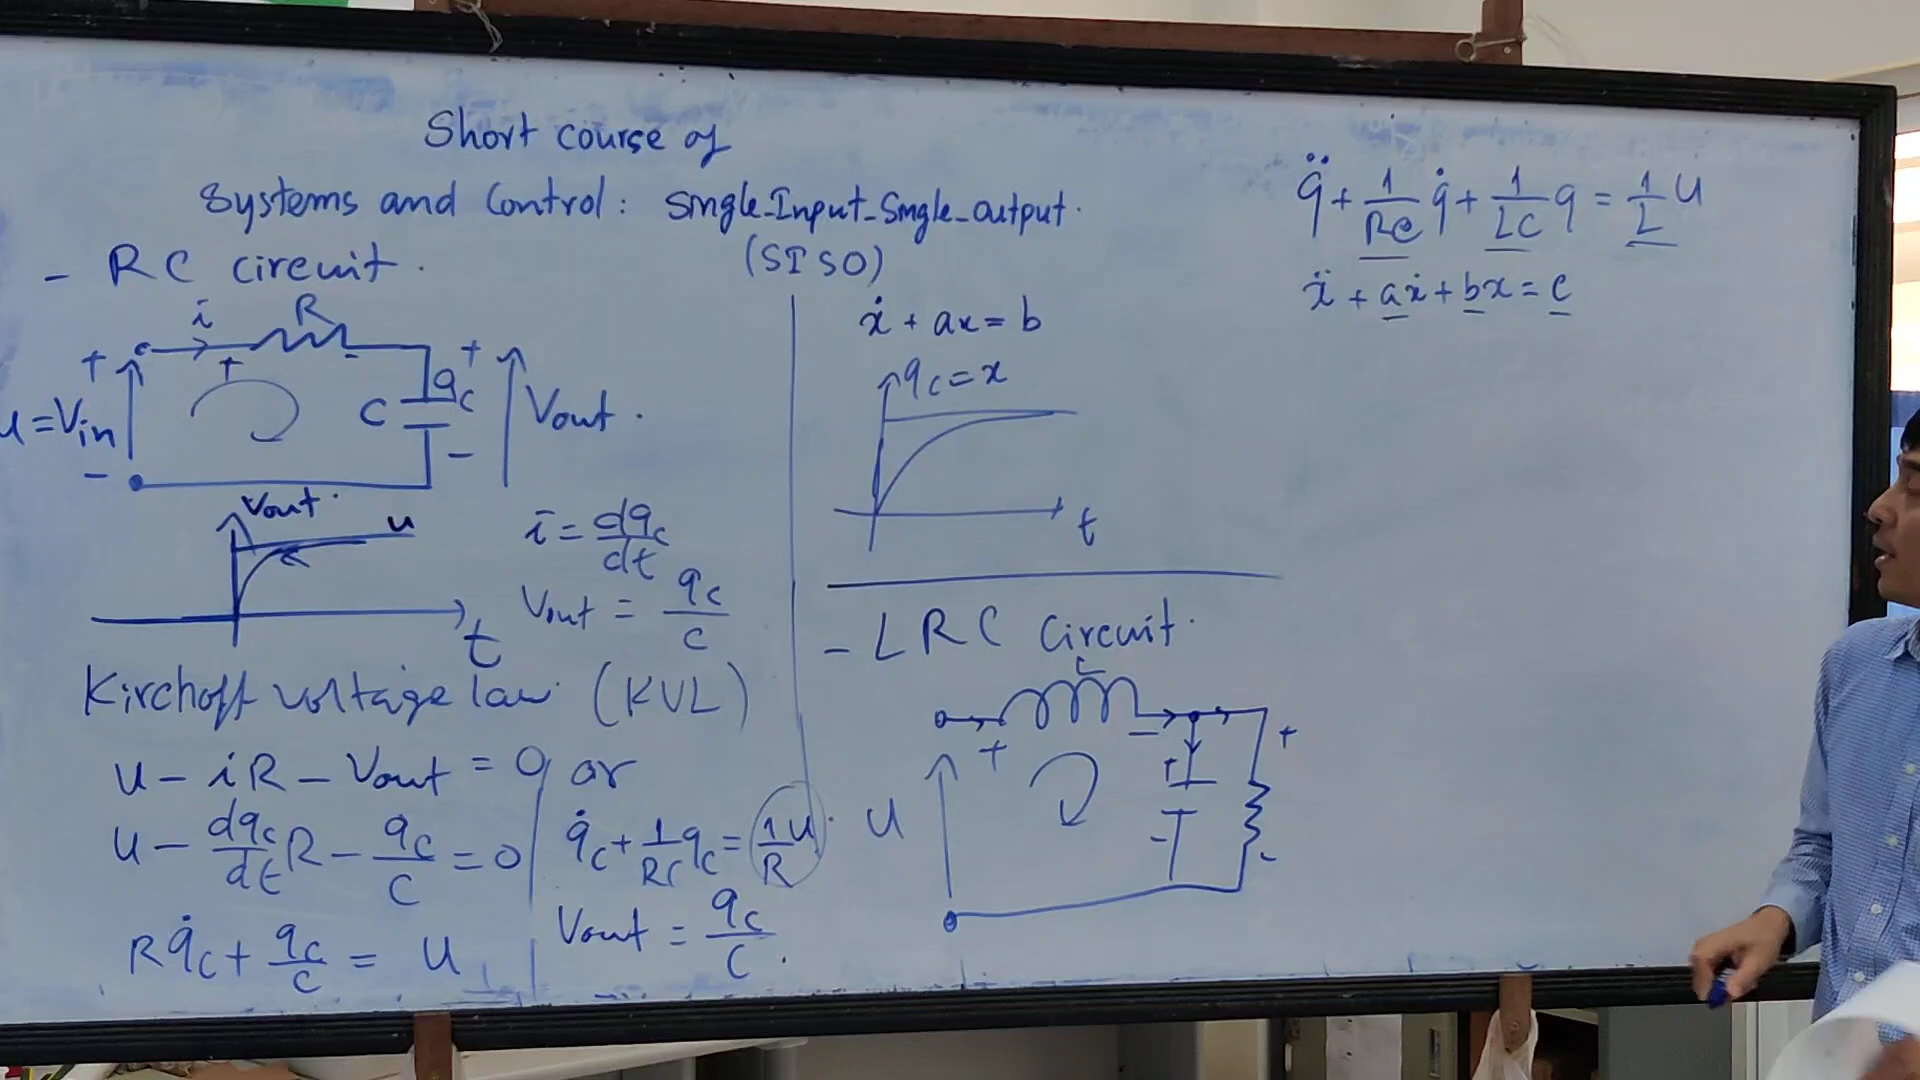 Short course of
Systems and Control: Single-Input-Single-output.
(SISO)
- RC circuit.
i
R
+
-
+
+
u = Vin
-
C
qc
-
Vout.
Vout.
u
t
i = dqc/dt
Vout = qc/C
Kirchoff voltage law. (KVL)
u - iR - Vout = 0 or
u - dqc/dt R - qc/C = 0
Rq̇c + qc/C = u
q̇c + 1/RC qc = 1/R u.
Vout = qc/C.
ẋ + ax = b
qc = x
t
- LRC Circuit.
L
+
-
+
+
-
-
u
q̈ + 1/RC q̇ + 1/LC q = 1/L u
ẍ + aẋ + bx = c